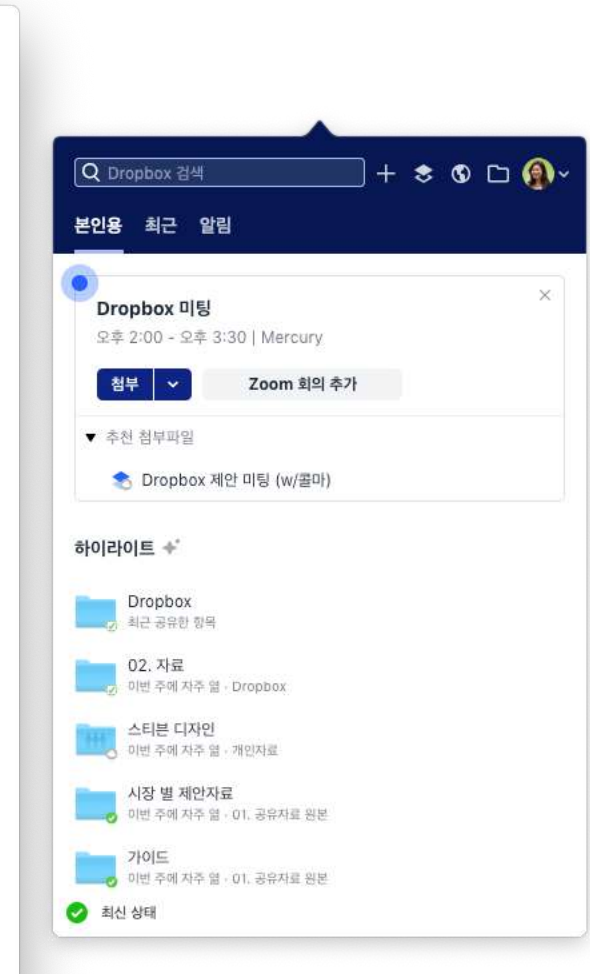 Dropbox 검색
본인용 최근 알림
Dropbox 미팅
오후 2:00 - 오후 3:30 | Mercury
첨부 Zoom 회의 추가
▼ 추천 첨부파일
Dropbox 제안 미팅 (w/콜마)
하이라이트
Dropbox
최근 공유한 항목
02. 자료
이번 주에 자주 엶 · Dropbox
스티븐 디자인
이번 주에 자주 엶 · 개인자료
시장 별 제안자료
이번 주에 자주 엶 · 01. 공유자료 원본
가이드
이번 주에 자주 엶 · 01. 공유자료 원본
최신 상태